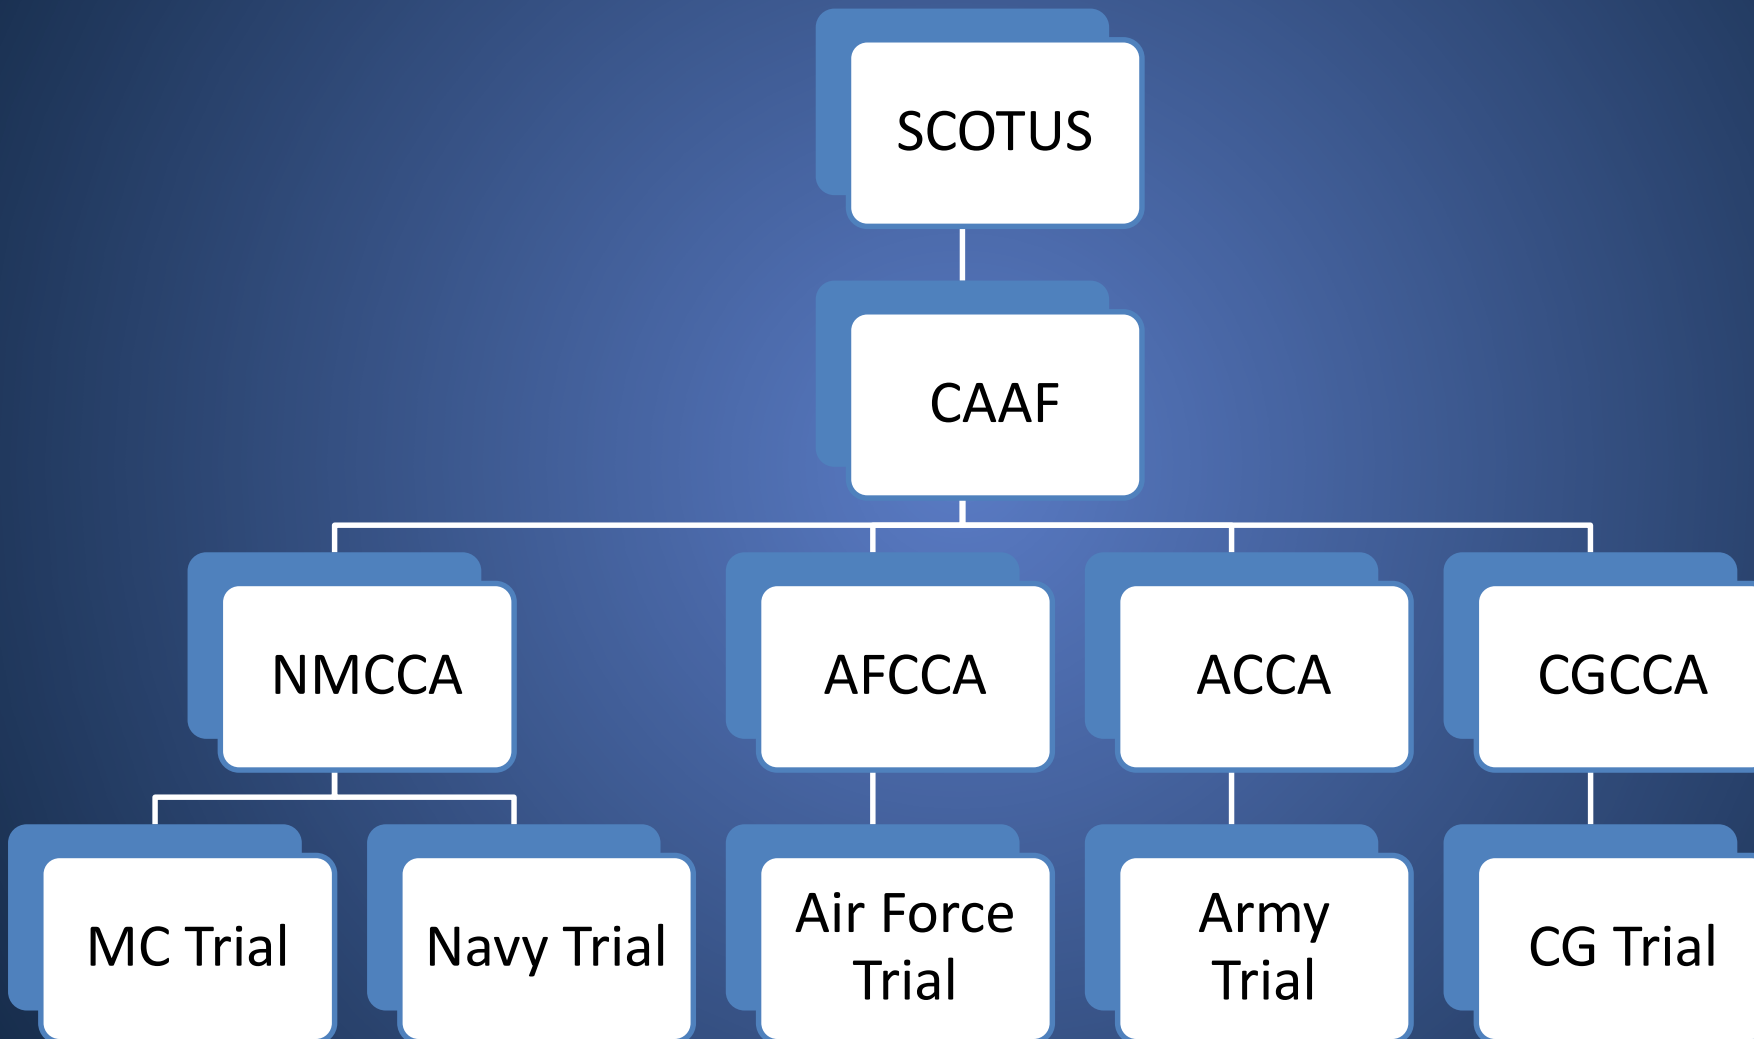 SCOTUS
CAAF
NMCCA
AFCCA
ACCA
CGCCA
MC Trial
Navy Trial
Air Force
Trial
Army
Trial
CG Trial